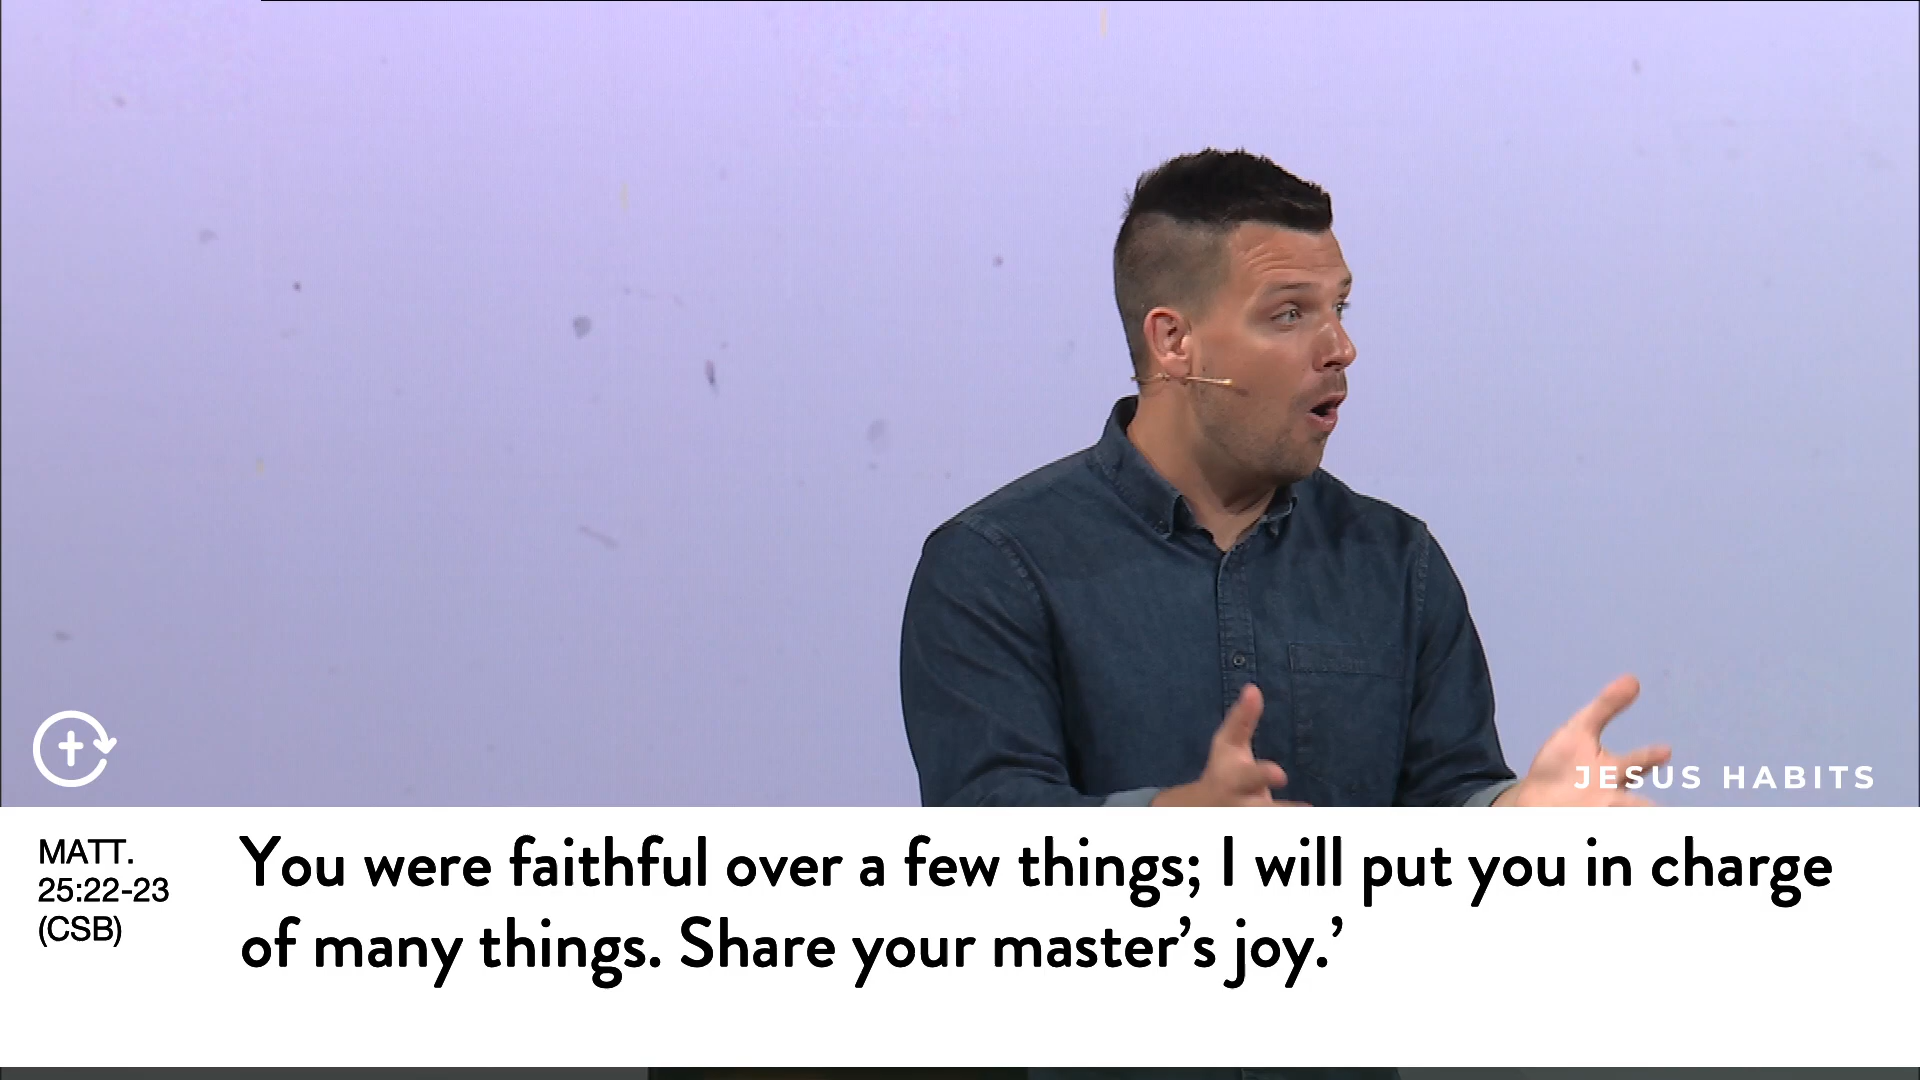 JESUS HABITS
MATT.
25:22-23
(CSB)
You were faithful over a few things; I will put you in charge
of many things. Share your master’s joy.’